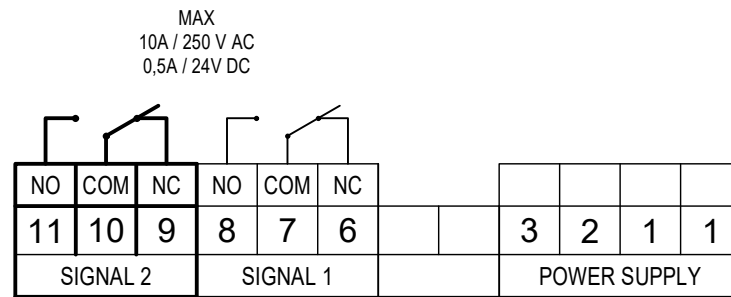 MAX
10A / 250 V AC
0,5A / 24V DC
NO COM NC NO COM NC
11 10 9 8 7 6 3 2 1 1
SIGNAL 2 SIGNAL 1 POWER SUPPLY